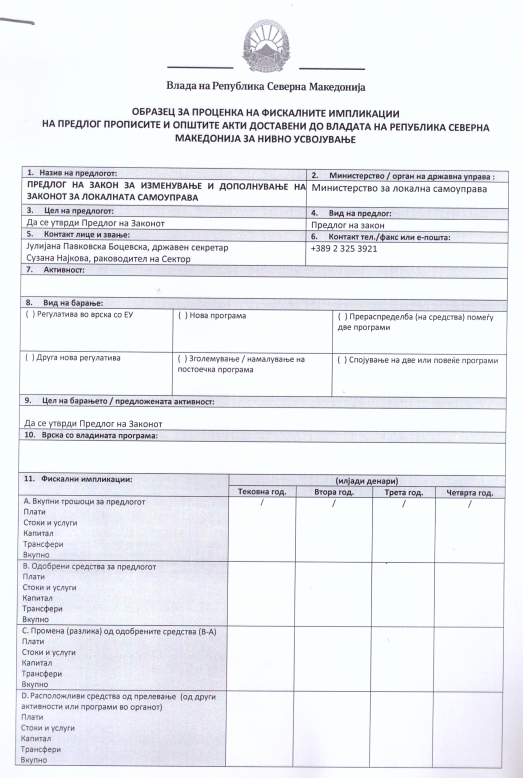 Влада на Република Северна Македонија
ОБРАЗЕЦ ЗА ПРОЦЕНКА НА ФИСКАЛНИТЕ ИМПЛИКАЦИИ
НА ПРЕДЛОГ ПРОПИСИТЕ И ОПШТИТЕ АКТИ ДОСТАВЕНИ ДО ВЛАДАТА НА РЕПУБЛИКА СЕВЕРНА
МАКЕДОНИЈА ЗА НИВНО УСВОЈУВАЊЕ
1. Назив на предлогот:
ПРЕДЛОГ НА ЗАКОН ЗА ИЗМЕНУВАЊЕ И ДОПОЛНУВАЊЕ НА
ЗАКОНОТ ЗА ЛОКАЛНАТА САМОУПРАВА
2. Министерство / орган на државна управа :
Министерство за локална самоуправа
3. Цел на предлогот:
Да се утврди Предлог на Законот
4. Вид на предлог:
Предлог на закон
5. Контакт лице и звање:
Јулијана Павковска Боцевска, државен секретар
Сузана Најкова, раководител на Сектор
6. Контакт тел./факс или е-пошта:
+389 2 325 3921
7. Активност:
8. Вид на барање:
( ) Регулатива во врска со ЕУ
( ) Нова програма
( ) Прераспределба (на средства) помеѓу
две програми
( ) Друга нова регулатива
( ) Зголемување / намалување на
постоечка програма
( ) Спојување на две или повеќе програми
9. Цел на барањето / предложената активност:
Да се утврди Предлог на Законот
10. Врска со владината програма:
11. Фискални импликации:
(илјади денари)
Тековна год.
Втора год.
Трета год.
Четврта год.
А. Вкупни трошоци за предлогот
/
/
/
/
Плати
Стоки и услуги
Капитал
Трансфери
Вкупно
В. Одобрени средства за предлогот
Плати
Стоки и услуги
Капитал
Трансфери
Вкупно
С. Промена (разлика) од одобрените средства (В-А)
Плати
Стоки и услуги
Капитал
Трансфери
Вкупно
D. Расположливи средства од прелевање (од други
активности или програми во органот)
Плати
Стоки и услуги
Капитал
Трансфери
Вкупно